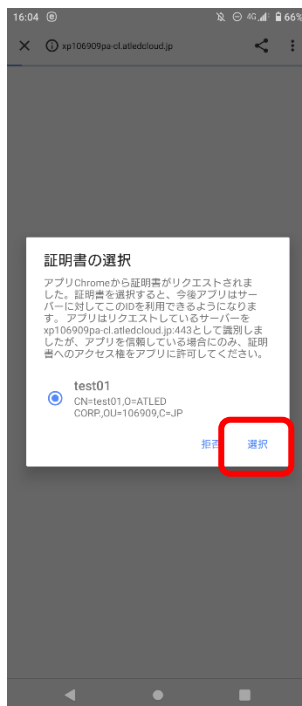 16:04 ⓔ 4G 66%
xp106909pa-cl.atledcloud.jp
証明書の選択
アプリChromeから証明書がリクエストされま
した。証明書を選択すると、今後アプリはサー
バーに対してこのIDを利用できるようになりま
す。アプリはリクエストしているサーバーを
xp106909pa-cl.atledcloud.jp:443として識別しま
したが、アプリを信頼している場合にのみ、証明
書へのアクセス権をアプリに許可してください。
test01
CN=test01,O=ATLED
CORP,OU=106909,C=JP
拒否 選択